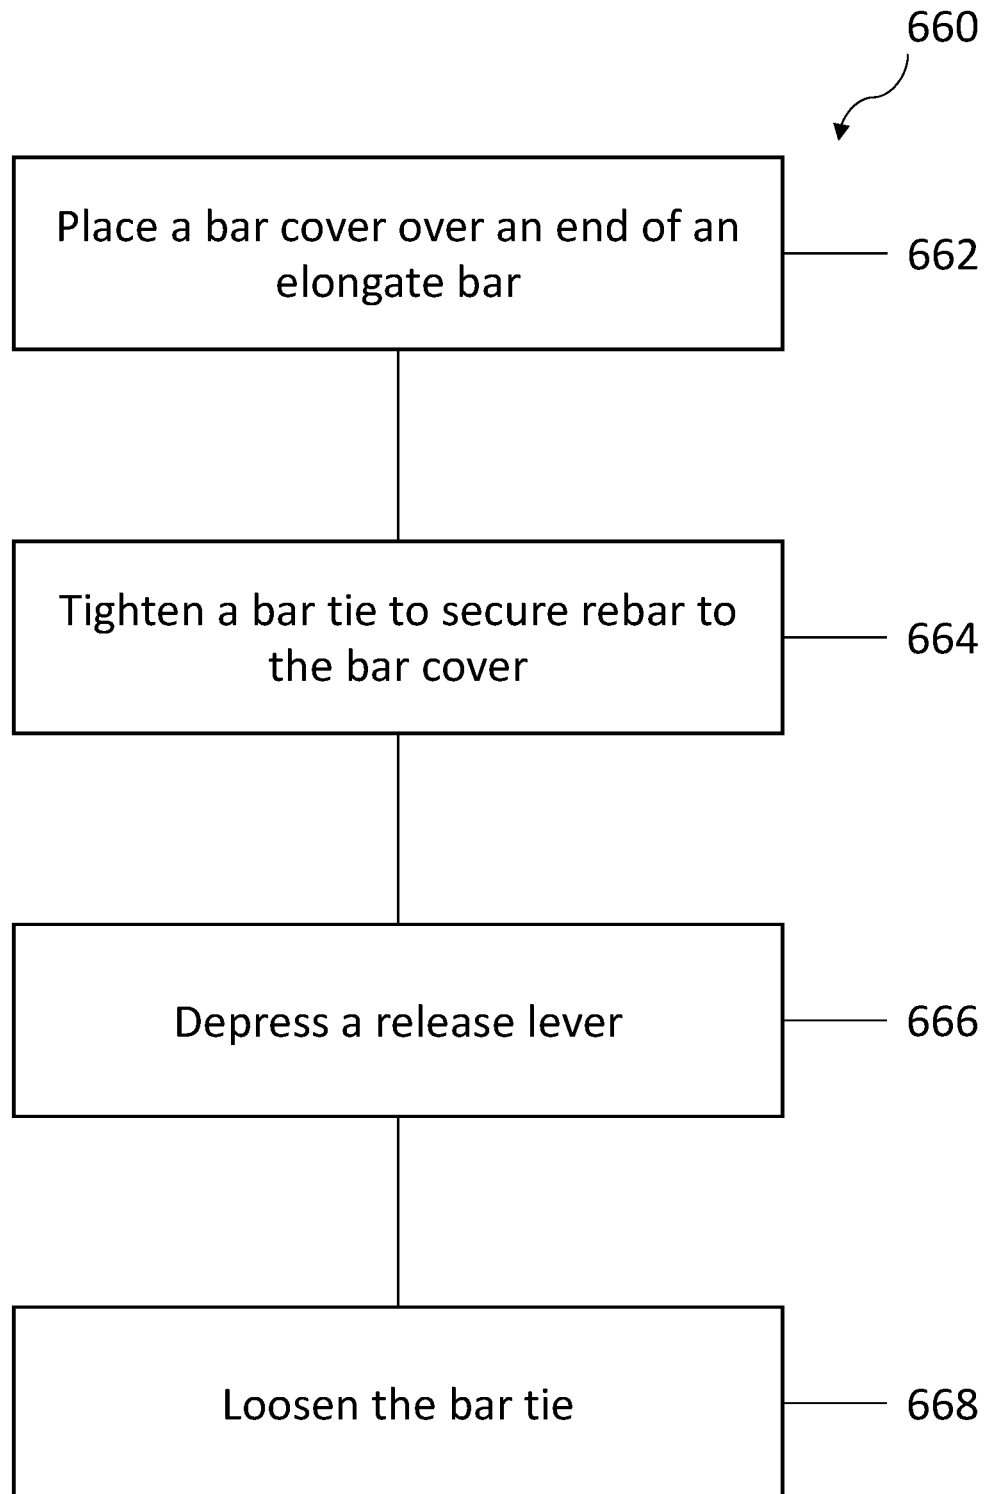 660
Place a bar cover over an end of an
elongate bar
662
Tighten a bar tie to secure rebar to
the bar cover
664
Depress a release lever
666
Loosen the bar tie
668